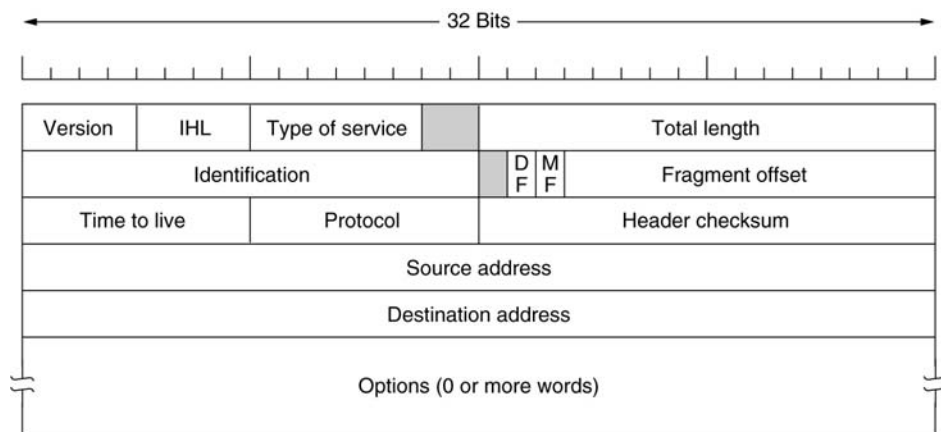 32 Bits
Version IHL Type of service Total length
Identification D F M F Fragment offset
Time to live Protocol Header checksum
Source address
Destination address
Options (0 or more words)